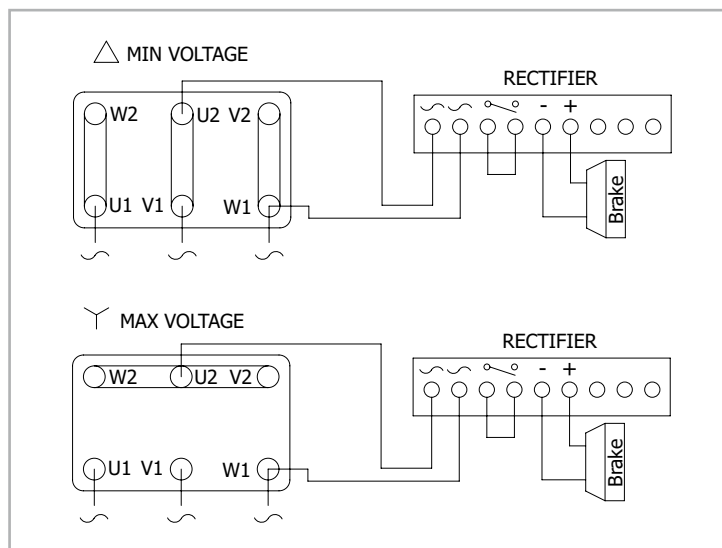 △ MIN VOLTAGE
RECTIFIER
W2 U2 V2
- +
U1 V1 W1
Brake
MAX VOLTAGE
RECTIFIER
W2 U2 V2
- +
U1 V1 W1
Brake